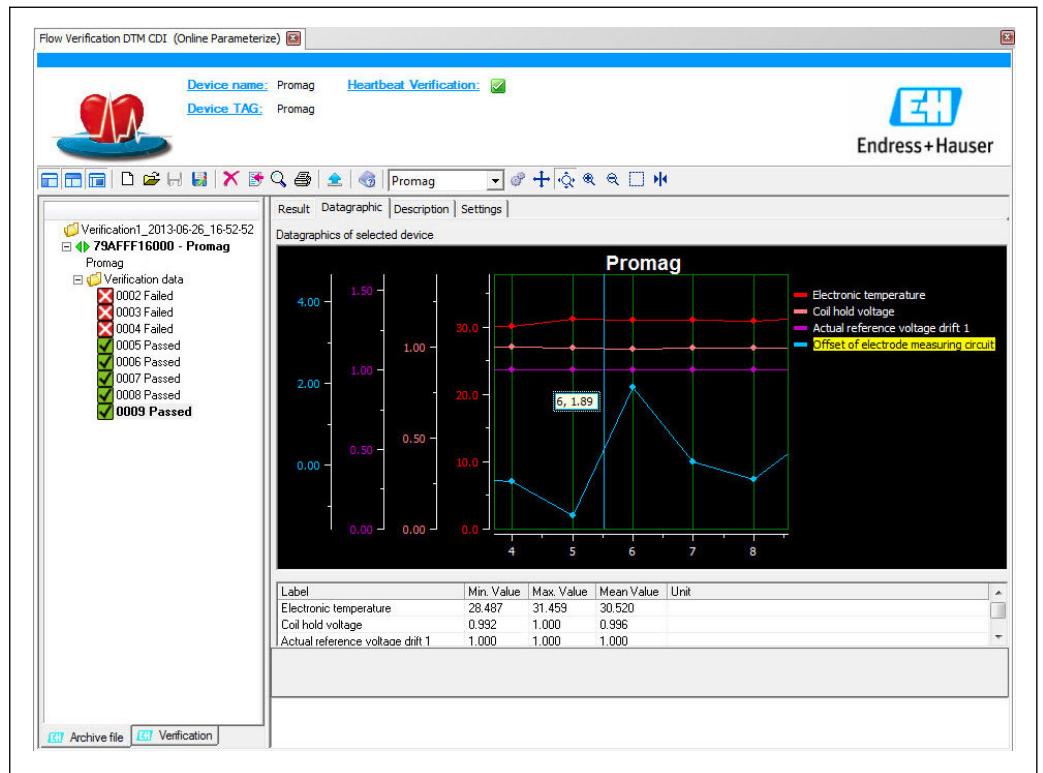 Flow Verification DTM CDI (Online Parameterize)
Device name: Promag Heartbeat Verification:
Device TAG: Promag
EH
Endress+Hauser
Promag
Result Datagraphic Description Settings
Verification1_2013-06-26_16-52-52
79AFFF16000 - Promag
Promag
Verification data
0002 Failed
0003 Failed
0004 Failed
0005 Passed
0006 Passed
0007 Passed
0008 Passed
0009 Passed
Datagraphics of selected device
Promag
4.00
2.00
0.00
1.50
1.00
0.50
0.00
1.00
0.50
0.00
30.0
20.0
10.0
0.0
6, 1.89
4 5 6 7 8
Electronic temperature
Coil hold voltage
Actual reference voltage drift 1
Offset of electrode measuring circuit
Label Min. Value Max. Value Mean Value Unit
Electronic temperature 28.487 31.459 30.520
Coil hold voltage 0.992 1.000 0.996
Actual reference voltage drift 1 1.000 1.000 1.000
EH Archive file EH Verification